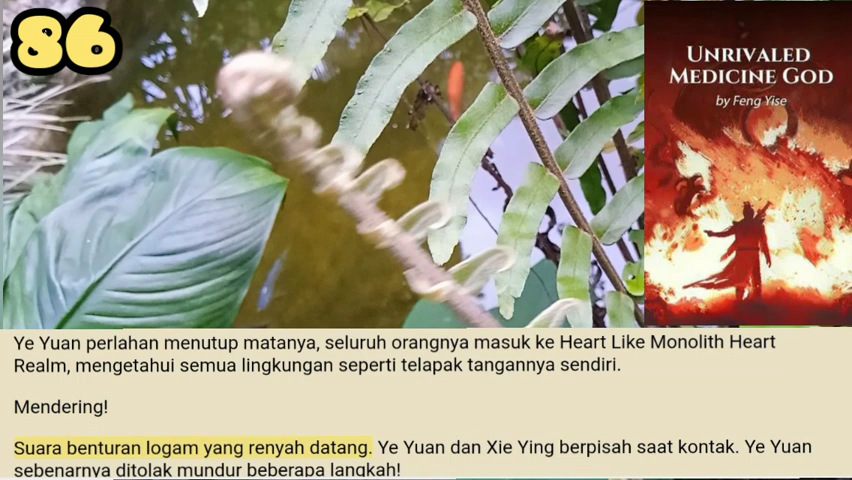 86
UNRIVALED
MEDICINE GOD
by Feng Yise
Ye Yuan perlahan menutup matanya, seluruh orangnya masuk ke Heart Like Monolith Heart
Realm, mengetahui semua lingkungan seperti telapak tangannya sendiri.
Mendering!
Suara benturan logam yang renyah datang. Ye Yuan dan Xie Ying berpisah saat kontak. Ye Yuan
sebenarnya ditolak mundur beberapa langkah!